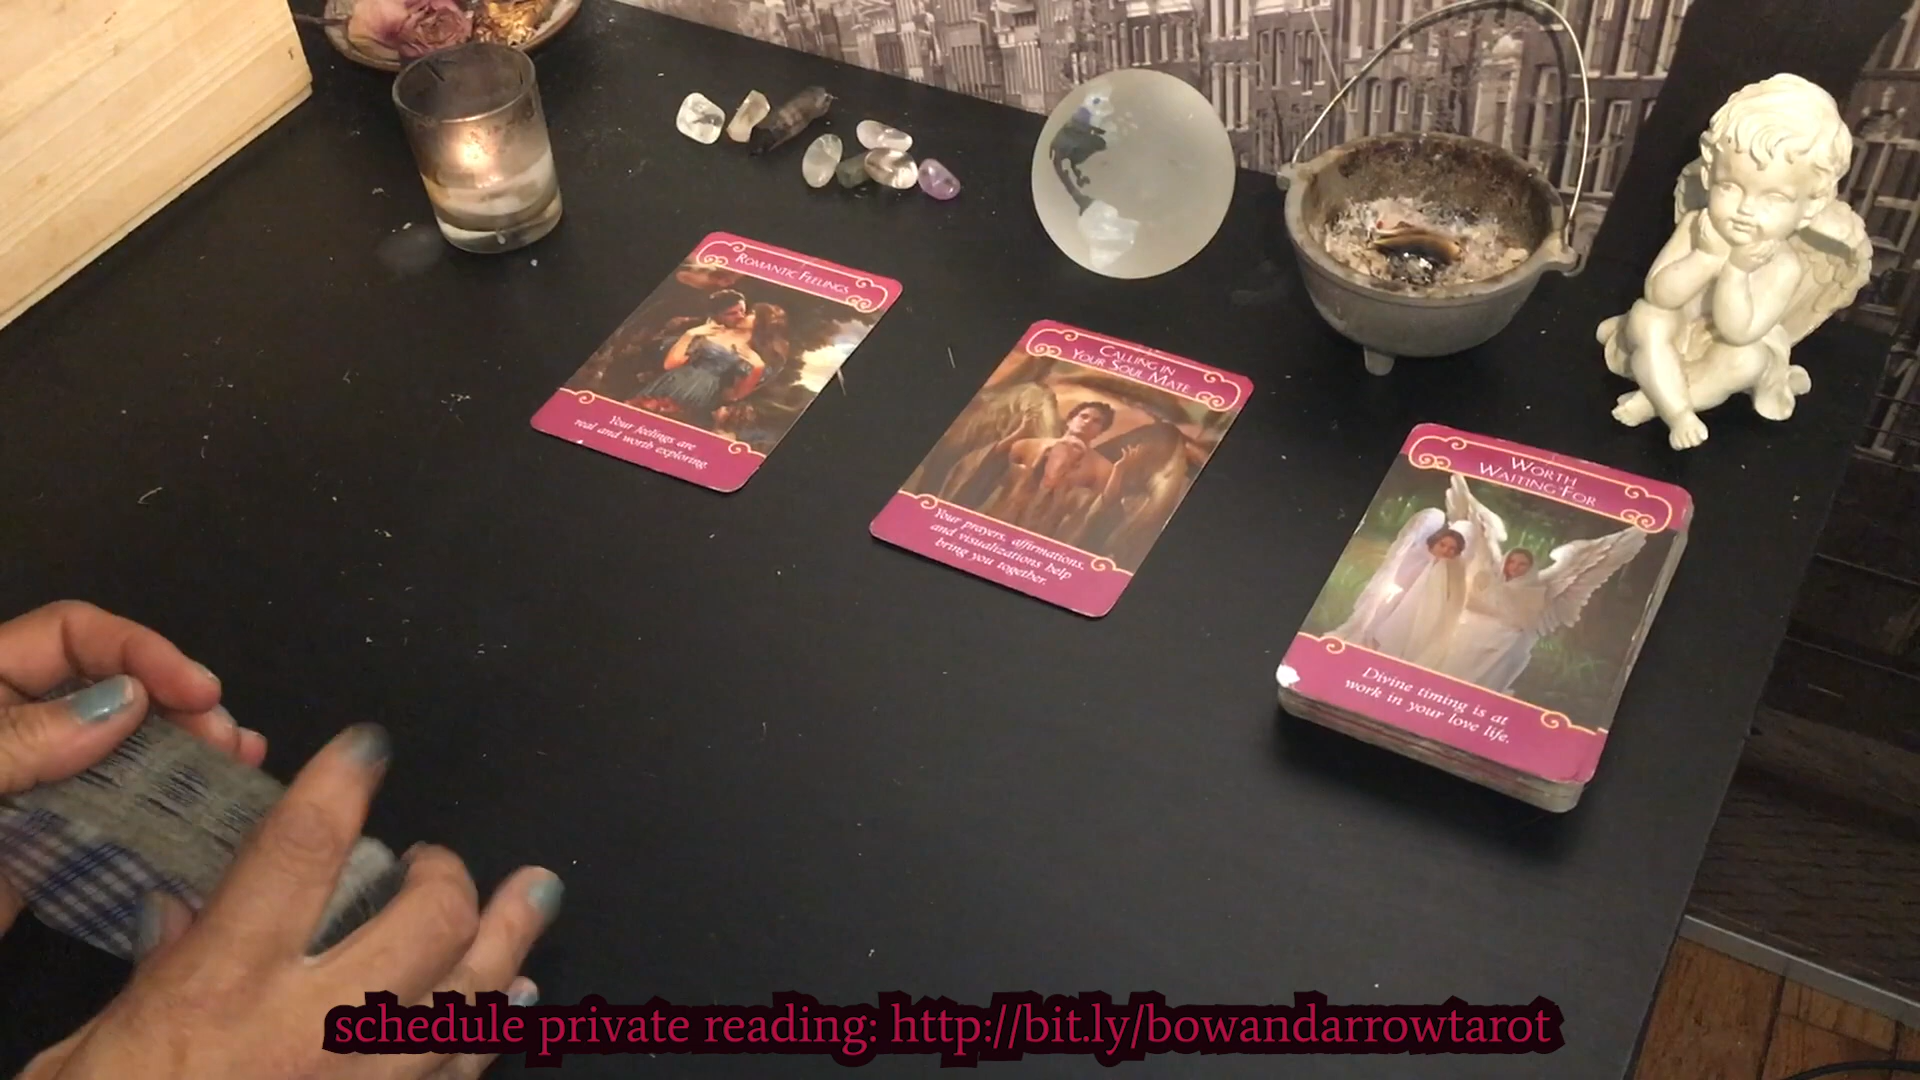 ROMANTIC FEELINGS
Your feelings are
real and worth exploring.
CALLING IN
YOUR SOUL MATE
Your prayers, affirmations,
and visualizations help
bring you together.
WORTH
WAITING FOR
Divine timing is at
work in your love life.
schedule private reading: http://bit.ly/bowandarrowtarot